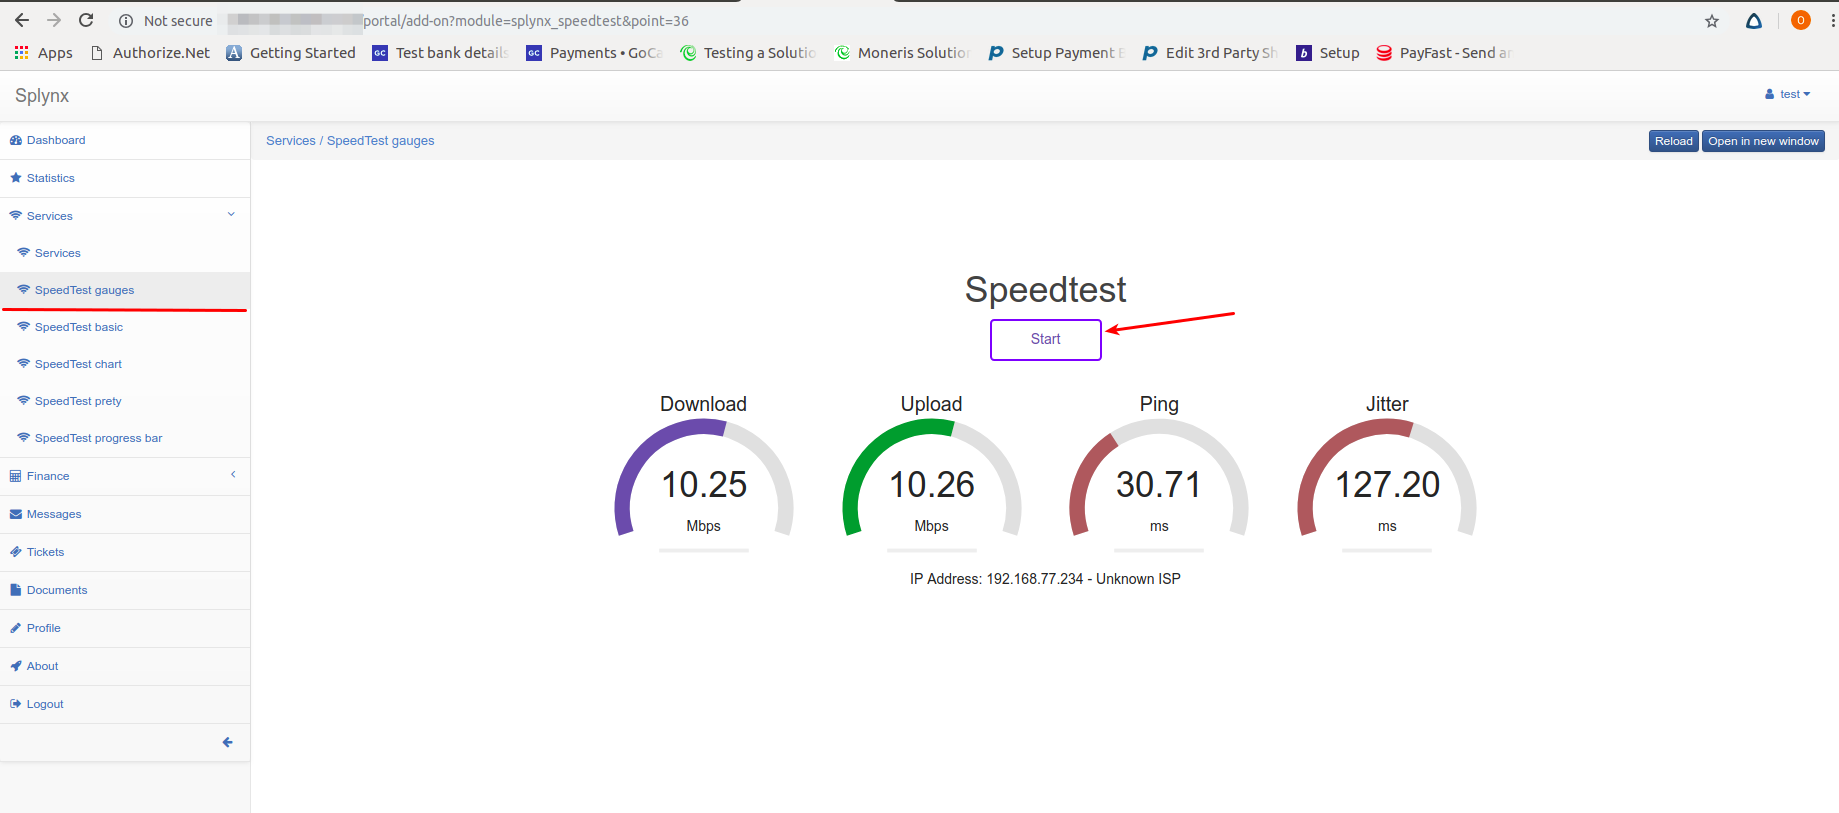 Not secure portal/add-on?module=splynx_speedtest&point=36
Apps Authorize.Net Getting Started Test bank details Payments • GoCa Testing a Solutio Moneris Solution Setup Payment Edit 3rd Party Sh Setup PayFast - Send an
Splynx
test
Dashboard
Services / SpeedTest gauges
Reload Open in new window
Statistics
Services
Services
SpeedTest gauges
SpeedTest basic
SpeedTest chart
SpeedTest prety
SpeedTest progress bar
Finance
Messages
Tickets
Documents
Profile
About
Logout
Speedtest
Start
Download Upload Ping Jitter
10.25 10.26 30.71 127.20
Mbps Mbps ms ms
IP Address: 192.168.77.234 - Unknown ISP